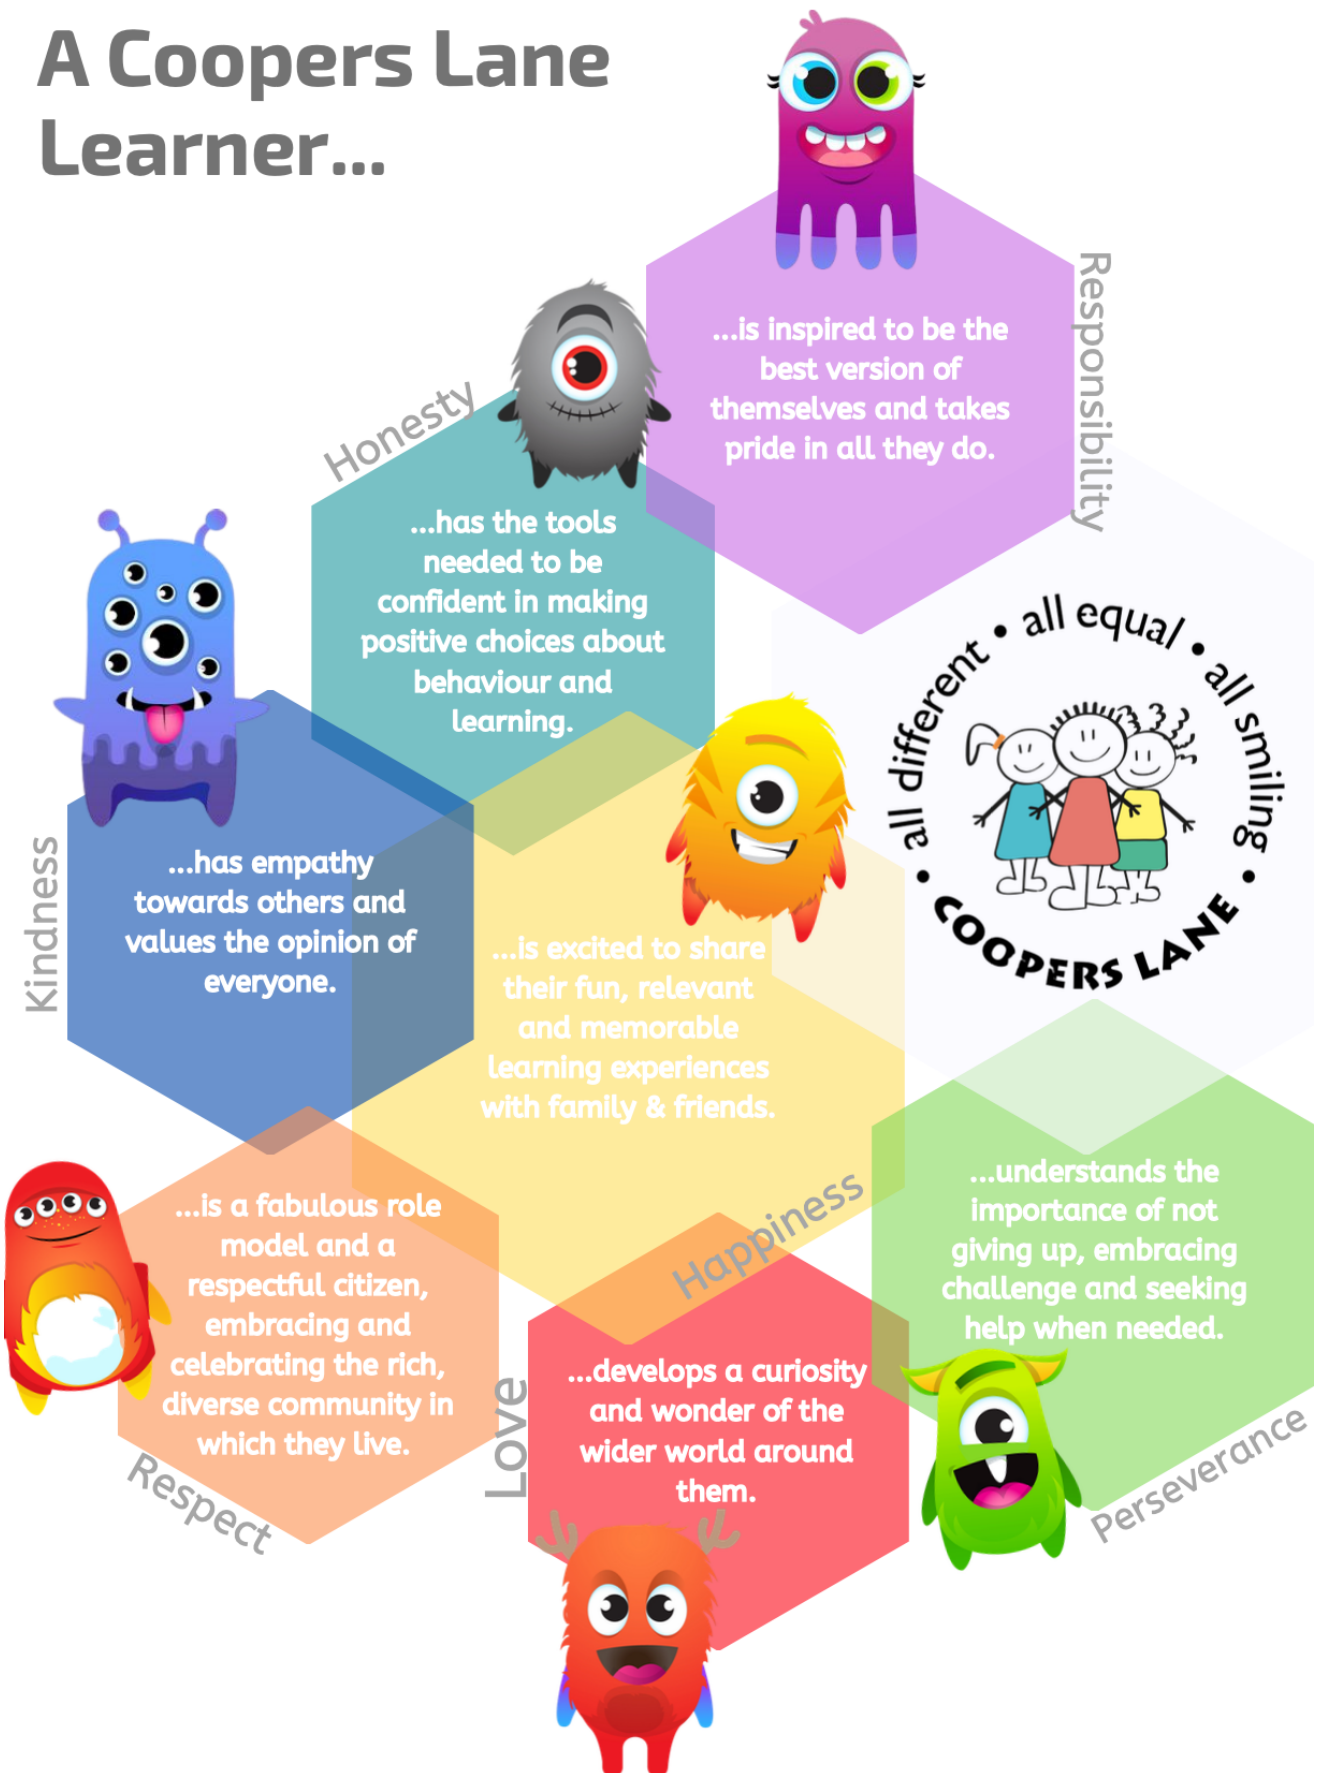 A Coopers Lane
Learner...
Responsibility
...is inspired to be the
best version of
themselves and takes
pride in all they do.
Honesty
...has the tools
needed to be
confident in making
positive choices about
behaviour and
learning.
all different • all equal • all smiling
• COOPERS LANE •
Kindness
...has empathy
towards others and
values the opinion of
everyone.
...is excited to share
their fun, relevant
and memorable
learning experiences
with family & friends.
Happiness
...understands the
importance of not
giving up, embracing
challenge and seeking
help when needed.
Perseverance
...is a fabulous role
model and a
respectful citizen,
embracing and
celebrating the rich,
diverse community in
which they live.
Respect
Love
...develops a curiosity
and wonder of the
wider world around
them.